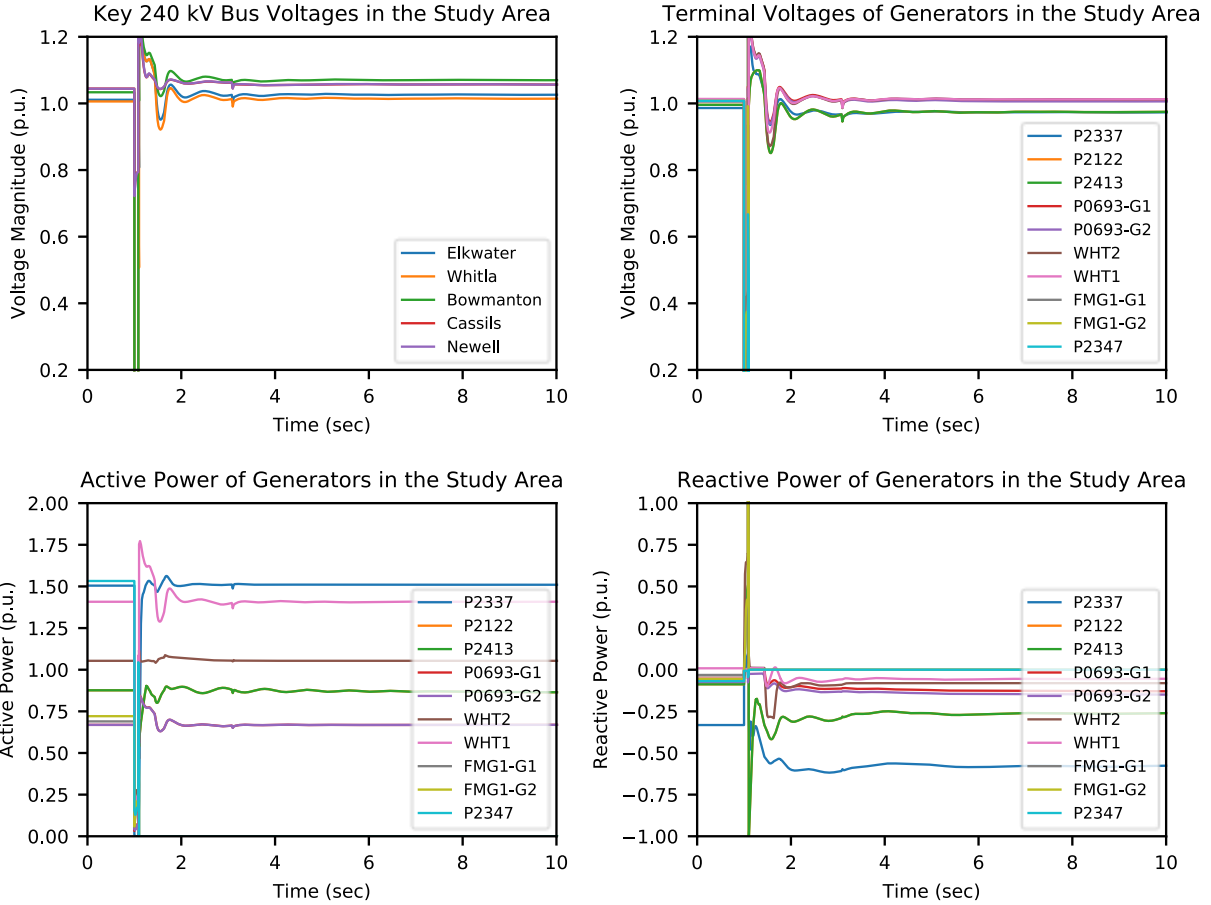 Key 240 kV Bus Voltages in the Study Area
1.2
1.0
0.8
0.6
0.4
0.2
Voltage Magnitude (p.u.)
Elkwater
Whitla
Bowmanton
Cassils
Newell
0 2 4 6 8 10
Time (sec)
Terminal Voltages of Generators in the Study Area
1.2
1.0
0.8
0.6
0.4
0.2
Voltage Magnitude (p.u.)
P2337
P2122
P2413
P0693-G1
P0693-G2
WHT2
WHT1
FMG1-G1
FMG1-G2
P2347
0 2 4 6 8 10
Time (sec)
Active Power of Generators in the Study Area
2.00
1.75
1.50
1.25
1.00
0.75
0.50
0.25
0.00
Active Power (p.u.)
P2337
P2122
P2413
P0693-G1
P0693-G2
WHT2
WHT1
FMG1-G1
FMG1-G2
P2347
0 2 4 6 8 10
Time (sec)
Reactive Power of Generators in the Study Area
1.00
0.75
0.50
0.25
0.00
−0.25
−0.50
−0.75
−1.00
Reactive Power (p.u.)
P2337
P2122
P2413
P0693-G1
P0693-G2
WHT2
WHT1
FMG1-G1
FMG1-G2
P2347
0 2 4 6 8 10
Time (sec)